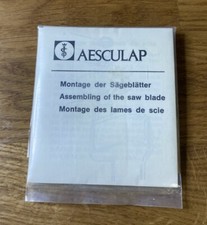 AESCULAP
Montage der Sägeblätter
Assembling of the saw blade
Montage des lames de scie